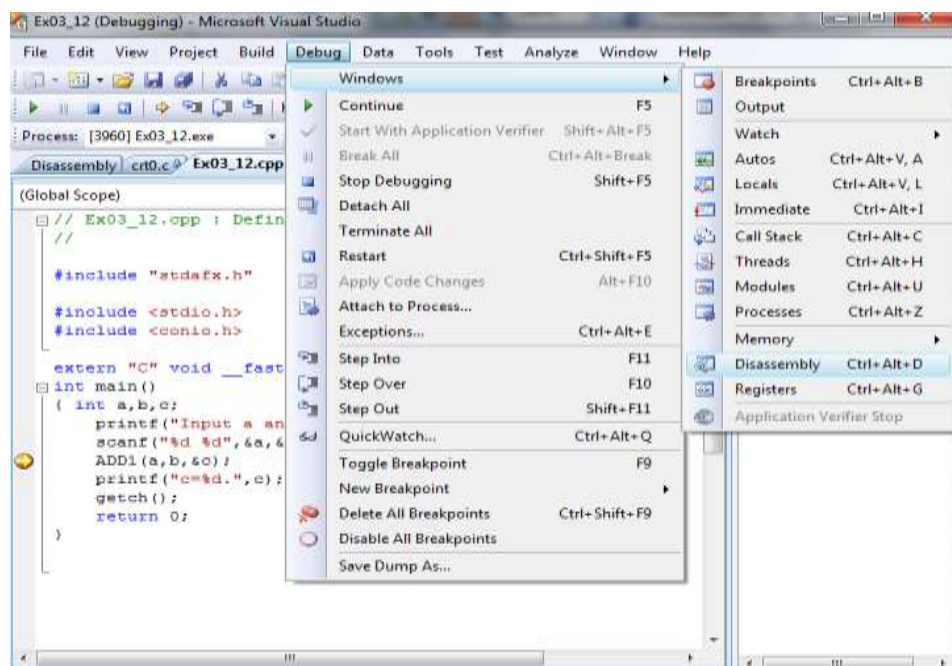 Ex03_12 (Debugging) - Microsoft Visual Studio
File Edit View Project Build Debug Data Tools Test Analyze Window Help
Process: [3960] Ex03_12.exe
Disassembly crt0.c Ex03_12.cpp
(Global Scope)
// Ex03_12.cpp : Defin
//
#include "stdafx.h"
#include <stdio.h>
#include <conio.h>
extern "C" void __fast
int main()
{ int a,b,c;
printf("Input a an
scanf("%d %d",&a,&
ADD1(a,b,&c);
printf("c=%d.",c);
getch();
return 0;
}
Windows
Continue F5
Start With Application Verifier Shift+Alt+F5
Break All Ctrl+Alt+Break
Stop Debugging Shift+F5
Detach All
Terminate All
Restart Ctrl+Shift+F5
Apply Code Changes Alt+F10
Attach to Process...
Exceptions... Ctrl+Alt+E
Step Into F11
Step Over F10
Step Out Shift+F11
QuickWatch... Ctrl+Alt+Q
Toggle Breakpoint F9
New Breakpoint
Delete All Breakpoints Ctrl+Shift+F9
Disable All Breakpoints
Save Dump As...
Breakpoints Ctrl+Alt+B
Output
Watch
Autos Ctrl+Alt+V, A
Locals Ctrl+Alt+V, L
Immediate Ctrl+Alt+I
Call Stack Ctrl+Alt+C
Threads Ctrl+Alt+H
Modules Ctrl+Alt+U
Processes Ctrl+Alt+Z
Memory
Disassembly Ctrl+Alt+D
Registers Ctrl+Alt+G
Application Verifier Stop